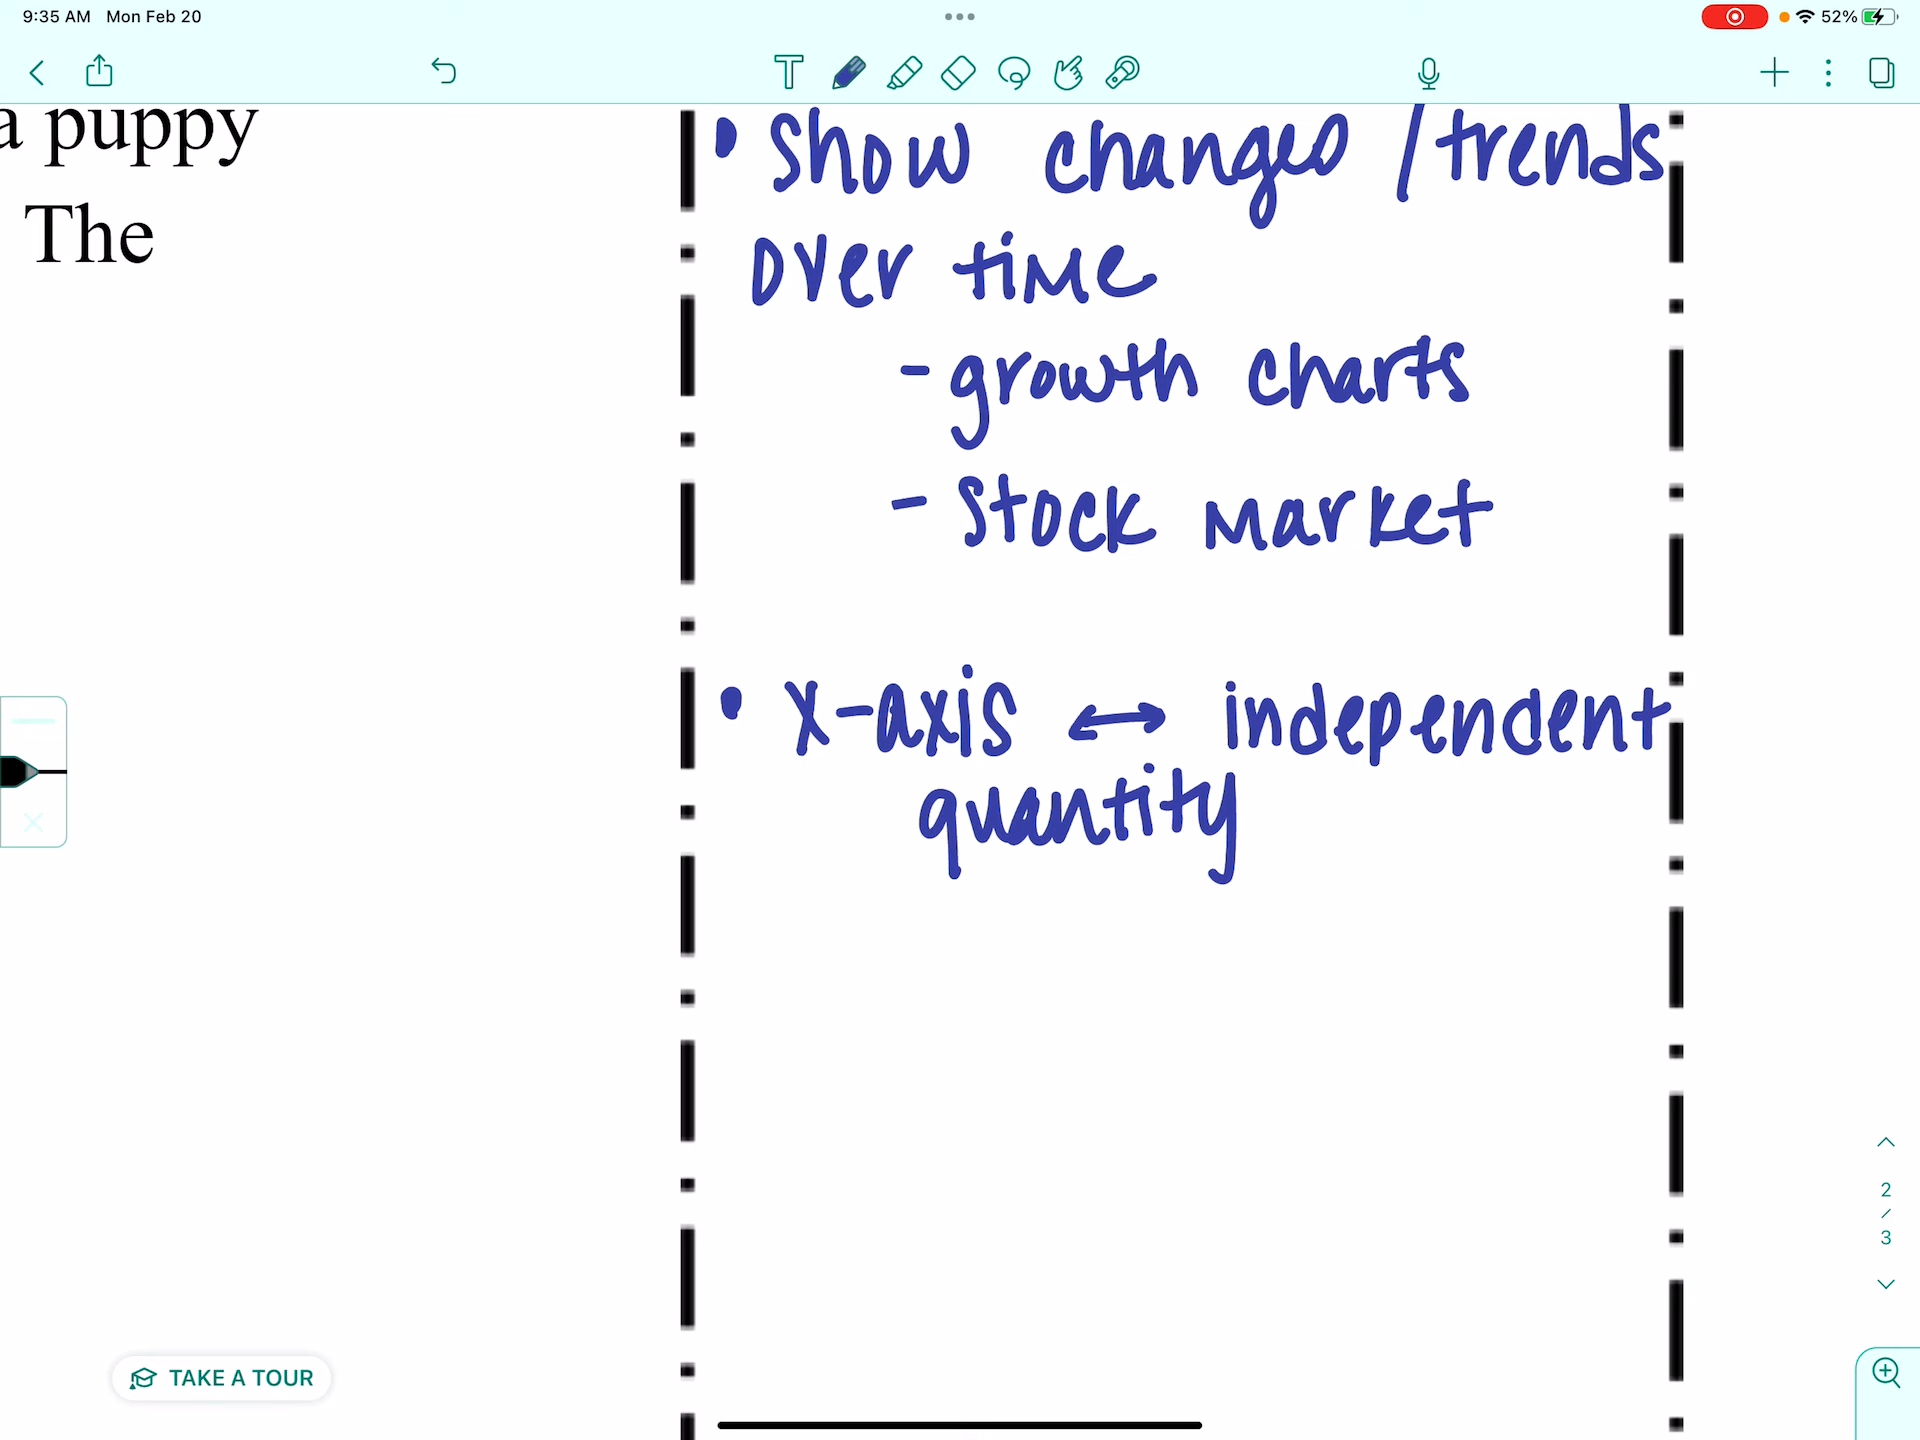 9:35 AM Mon Feb 20
52%
a puppy
The
• show changes / trends
over time
- growth charts
- stock market
• x-axis ↔ independent
quantity
2
/
3
TAKE A TOUR